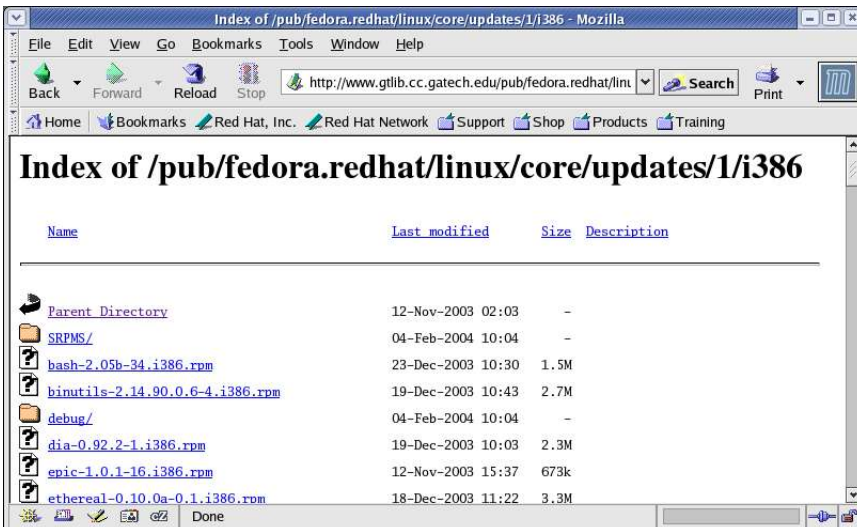 Index of /pub/fedora.redhat/linux/core/updates/1/i386 - Mozilla
File Edit View Go Bookmarks Tools Window Help
Back Forward Reload Stop http://www.gtlib.cc.gatech.edu/pub/fedora.redhat/linu Search Print
Home Bookmarks Red Hat, Inc. Red Hat Network Support Shop Products Training
Index of /pub/fedora.redhat/linux/core/updates/1/i386
Name Last modified Size Description
Parent Directory 12-Nov-2003 02:03 -
SRPMS/ 04-Feb-2004 10:04 -
bash-2.05b-34.i386.rpm 23-Dec-2003 10:30 1.5M
binutils-2.14.90.0.6-4.i386.rpm 19-Dec-2003 10:43 2.7M
debug/ 04-Feb-2004 10:04 -
dia-0.92.2-1.i386.rpm 19-Dec-2003 10:03 2.3M
epic-1.0.1-16.i386.rpm 12-Nov-2003 15:37 673k
ethereal-0.10.0a-0.1.i386.rpm 18-Dec-2003 11:22 3.3M
Done